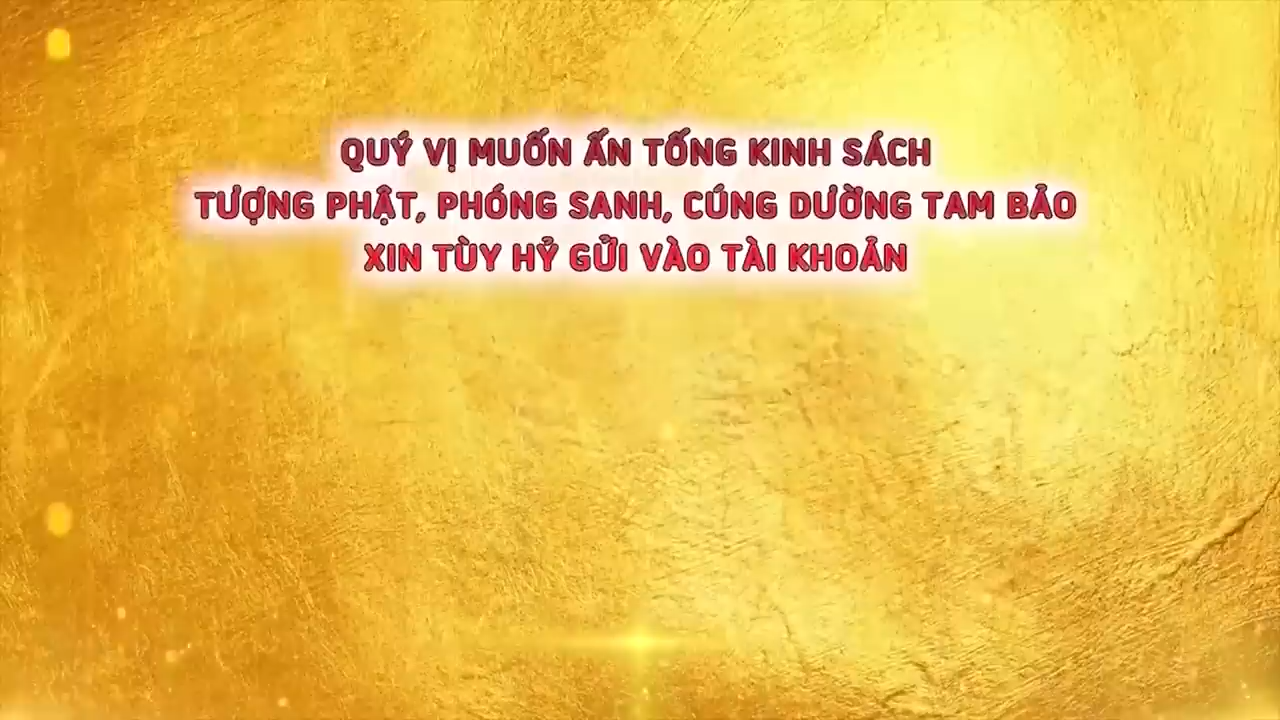 QUÝ VỊ MUỐN ẤN TỐNG KINH SÁCH
TƯỢNG PHẬT, PHÓNG SANH, CÚNG DƯỜNG TAM BẢO
XIN TÙY HỶ GỬI VÀO TÀI KHOẢN